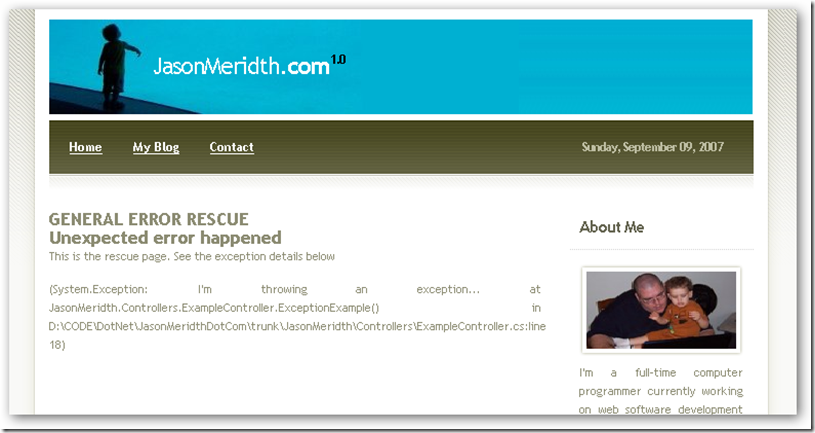 JasonMeridth.com1.0
Home My Blog Contact Sunday, September 09, 2007
GENERAL ERROR RESCUE
Unexpected error happened
This is the rescue page. See the exception details below
(System.Exception: I'm throwing an exception... at
JasonMeridth.Controllers.ExampleController.ExceptionExample() in
D:\CODE\DotNet\JasonMeridthDotCom\trunk\JasonMeridth\Controllers\ExampleController.cs:line
18)
About Me
I'm a full-time computer
programmer currently working
on web software development